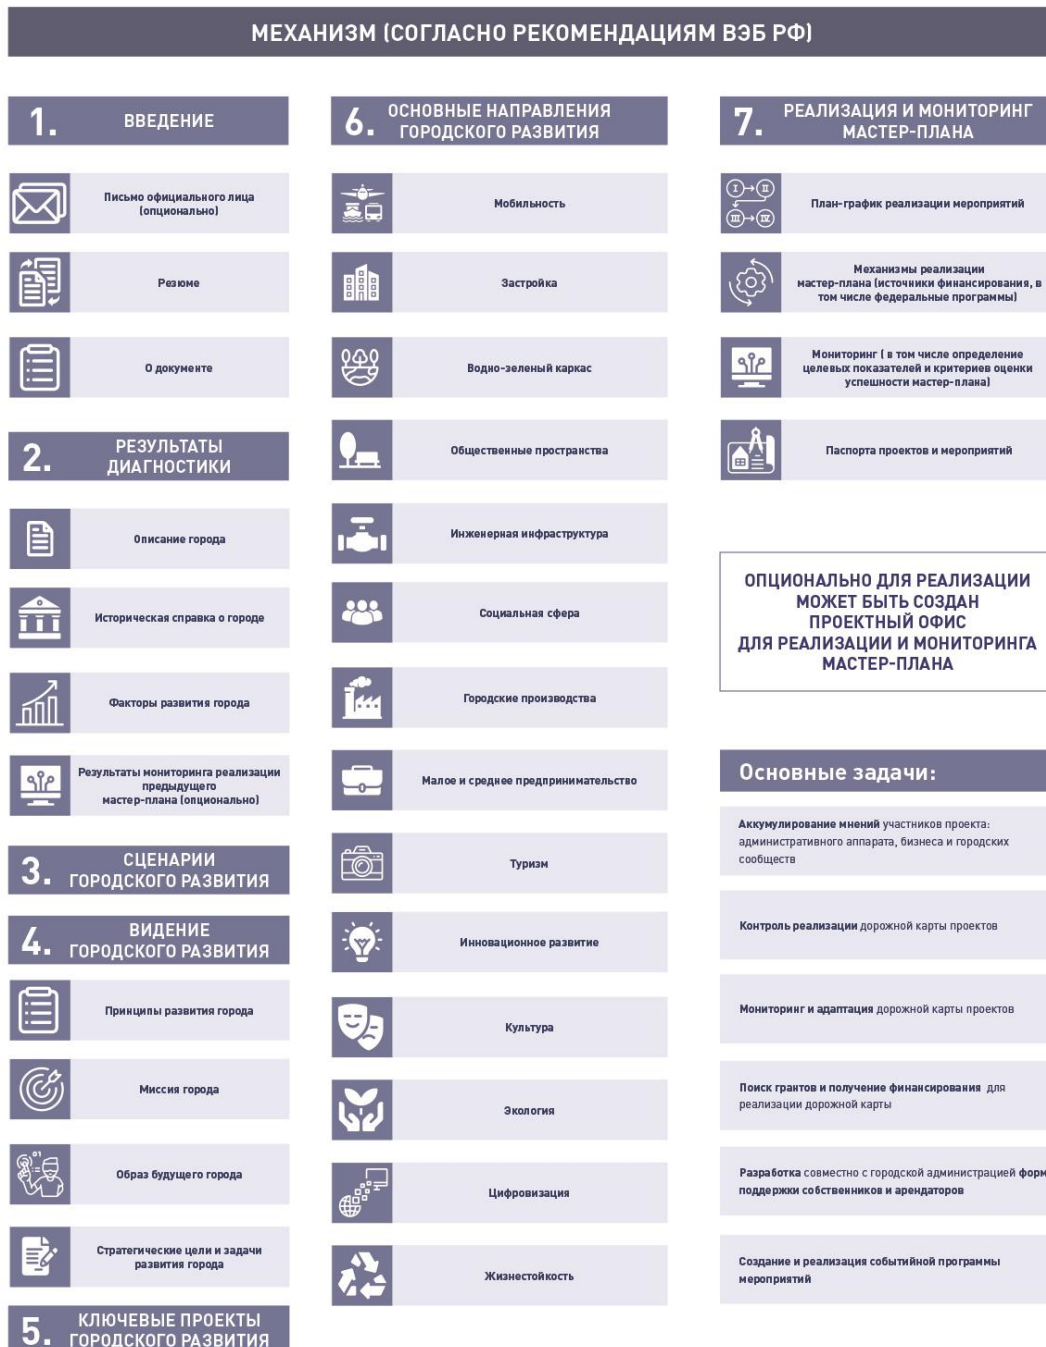 МЕХАНИЗМ (СОГЛАСНО РЕКОМЕНДАЦИЯМ ВЭБ РФ)
1.
ВВЕДЕНИЕ
Письмо официального лица
(опционально)
Резюме
О документе
2.
РЕЗУЛЬТАТЫ
ДИАГНОСТИКИ
Описание города
Историческая справка о городе
Факторы развития города
Результаты мониторинга реализации
предыдущего
мастер-плана (опционально)
3.
СЦЕНАРИИ
ГОРОДСКОГО РАЗВИТИЯ
4.
ВИДЕНИЕ
ГОРОДСКОГО РАЗВИТИЯ
Принципы развития города
Миссия города
Образ будущего города
Стратегические цели и задачи
развития города
5.
КЛЮЧЕВЫЕ ПРОЕКТЫ
ГОРОДСКОГО РАЗВИТИЯ
6.
ОСНОВНЫЕ НАПРАВЛЕНИЯ
ГОРОДСКОГО РАЗВИТИЯ
Мобильность
Застройка
Водно-зеленый каркас
Общественные пространства
Инженерная инфраструктура
Социальная сфера
Городские производства
Малое и среднее предпринимательство
Туризм
Инновационное развитие
Культура
Экология
Цифровизация
Жизнестойкость
7.
РЕАЛИЗАЦИЯ И МОНИТОРИНГ
МАСТЕР-ПЛАНА
I II
III IV
План-график реализации мероприятий
Механизмы реализации
мастер-плана (источники финансирования, в
том числе федеральные программы)
Мониторинг ( в том числе определение
целевых показателей и критериев оценки
успешности мастер-плана)
Паспорта проектов и мероприятий
ОПЦИОНАЛЬНО ДЛЯ РЕАЛИЗАЦИИ
МОЖЕТ БЫТЬ СОЗДАН
ПРОЕКТНЫЙ ОФИС
ДЛЯ РЕАЛИЗАЦИИ И МОНИТОРИНГА
МАСТЕР-ПЛАНА
Основные задачи:
Аккумулирование мнений участников проекта:
административного аппарата, бизнеса и городских
сообществ
Контроль реализации дорожной карты проектов
Мониторинг и адаптация дорожной карты проектов
Поиск грантов и получение финансирования для
реализации дорожной карты
Разработка совместно с городской администрацией форм
поддержки собственников и арендаторов
Создание и реализация событийной программы
мероприятий